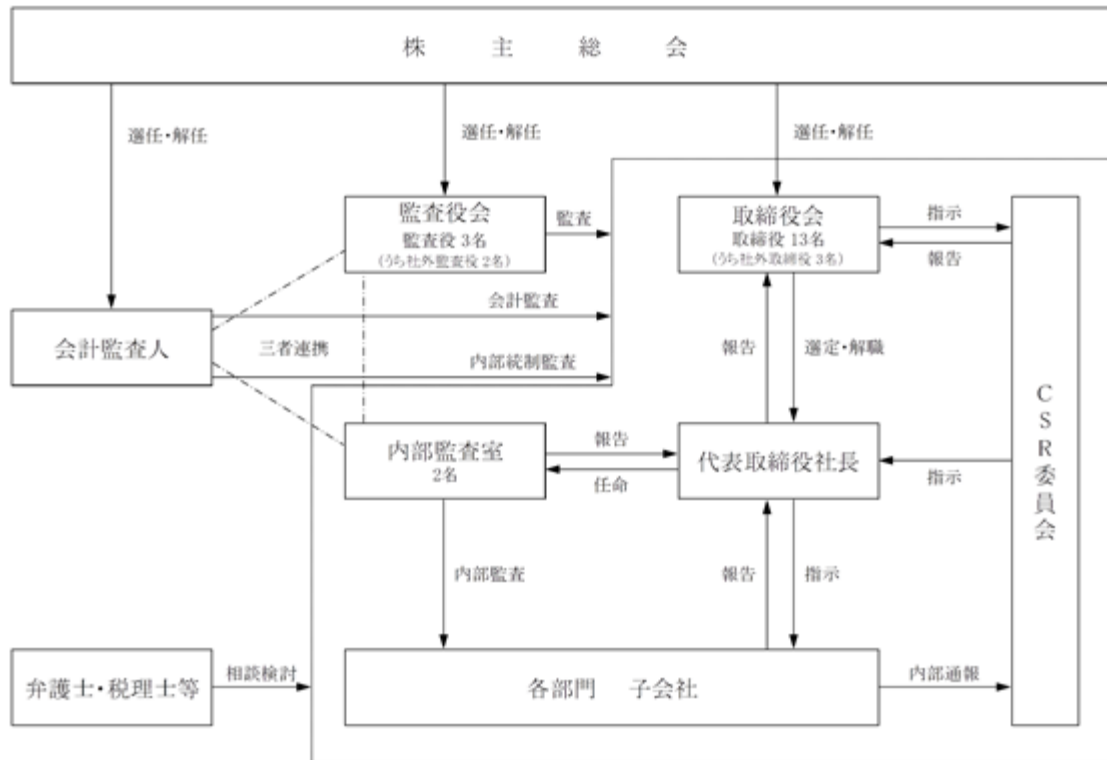 株主総会
選任・解任
選任・解任
選任・解任
監査役会
監査役 3名
(うち社外監査役 2名)
監査
取締役会
取締役 13名
(うち社外取締役 3名)
指示
報告
会計監査人
会計監査
三者連携
内部統制監査
報告
選定・解職
CSR委員会
内部監査室
2名
報告
任命
代表取締役社長
指示
内部監査
報告
指示
弁護士・税理士等
相談検討
各部門 子会社
内部通報